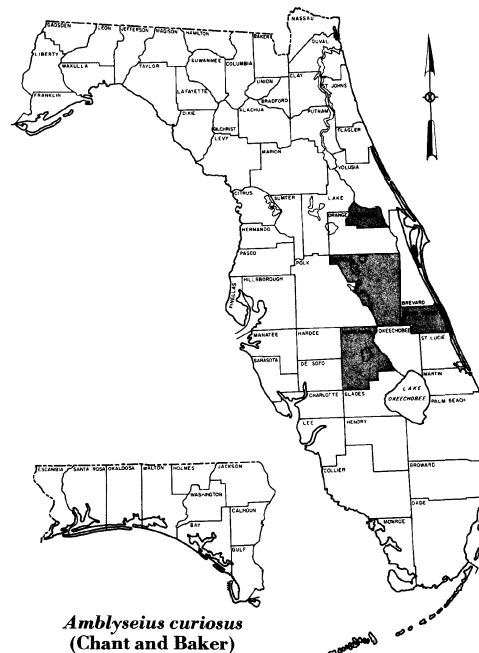 NASSAU
GADSDEN
LEON
JEFFERSON
MADISON
HAMILTON
BAKER
DUVAL
LIBERTY
WAKULLA
TAYLOR
SUWANNEE
COLUMBIA
UNION
CLAY
ST JOHNS
FRANKLIN
LAFAYETTE
BRADFORD
ALACHUA
PUTNAM
DIXIE
GILCHRIST
FLAGLER
LEVY
MARION
VOLUSIA
CITRUS
SUMTER
LAKE
ORANGE
HERNANDO
PASCO
POLK
HILLSBOROUGH
PINELLAS
BREVARD
MANATEE
HARDEE
OKEECHOBEE
ST LUCIE
SARASOTA
DE SOTO
MARTIN
CHARLOTTE
GLADES
LAKE
OKEECHOBEE
PALM BEACH
LEE
HENDRY
COLLIER
BROWARD
DADE
MONROE
ESCAMBIA
SANTA ROSA
OKALOOSA
WALTON
HOLMES
JACKSON
WASHINGTON
BAY
CALHOUN
GULF
Amblyseius curiosus
(Chant and Baker)